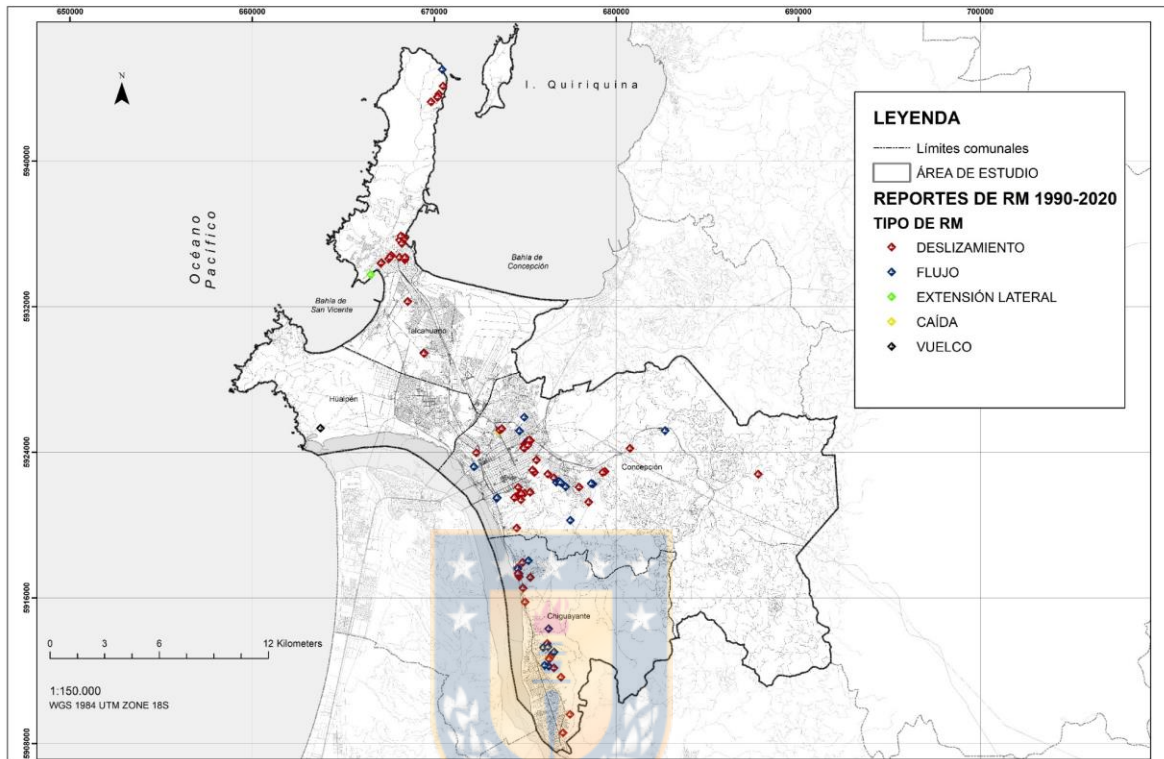 650000
660000
670000
680000
690000
700000
N
I. Quiriquina
5940000
Océano
Pacífico
Bahía de
Concepción
5932000
Bahía de
San Vicente
Talcahuano
Hualpén
5924000
Concepción
5916000
Chiguayante
5908000
0 3 6 12 Kilometers
1:150.000
WGS 1984 UTM ZONE 18S
LEYENDA
Límites comunales
ÁREA DE ESTUDIO
REPORTES DE RM 1990-2020
TIPO DE RM
DESLIZAMIENTO
FLUJO
EXTENSIÓN LATERAL
CAÍDA
VUELCO